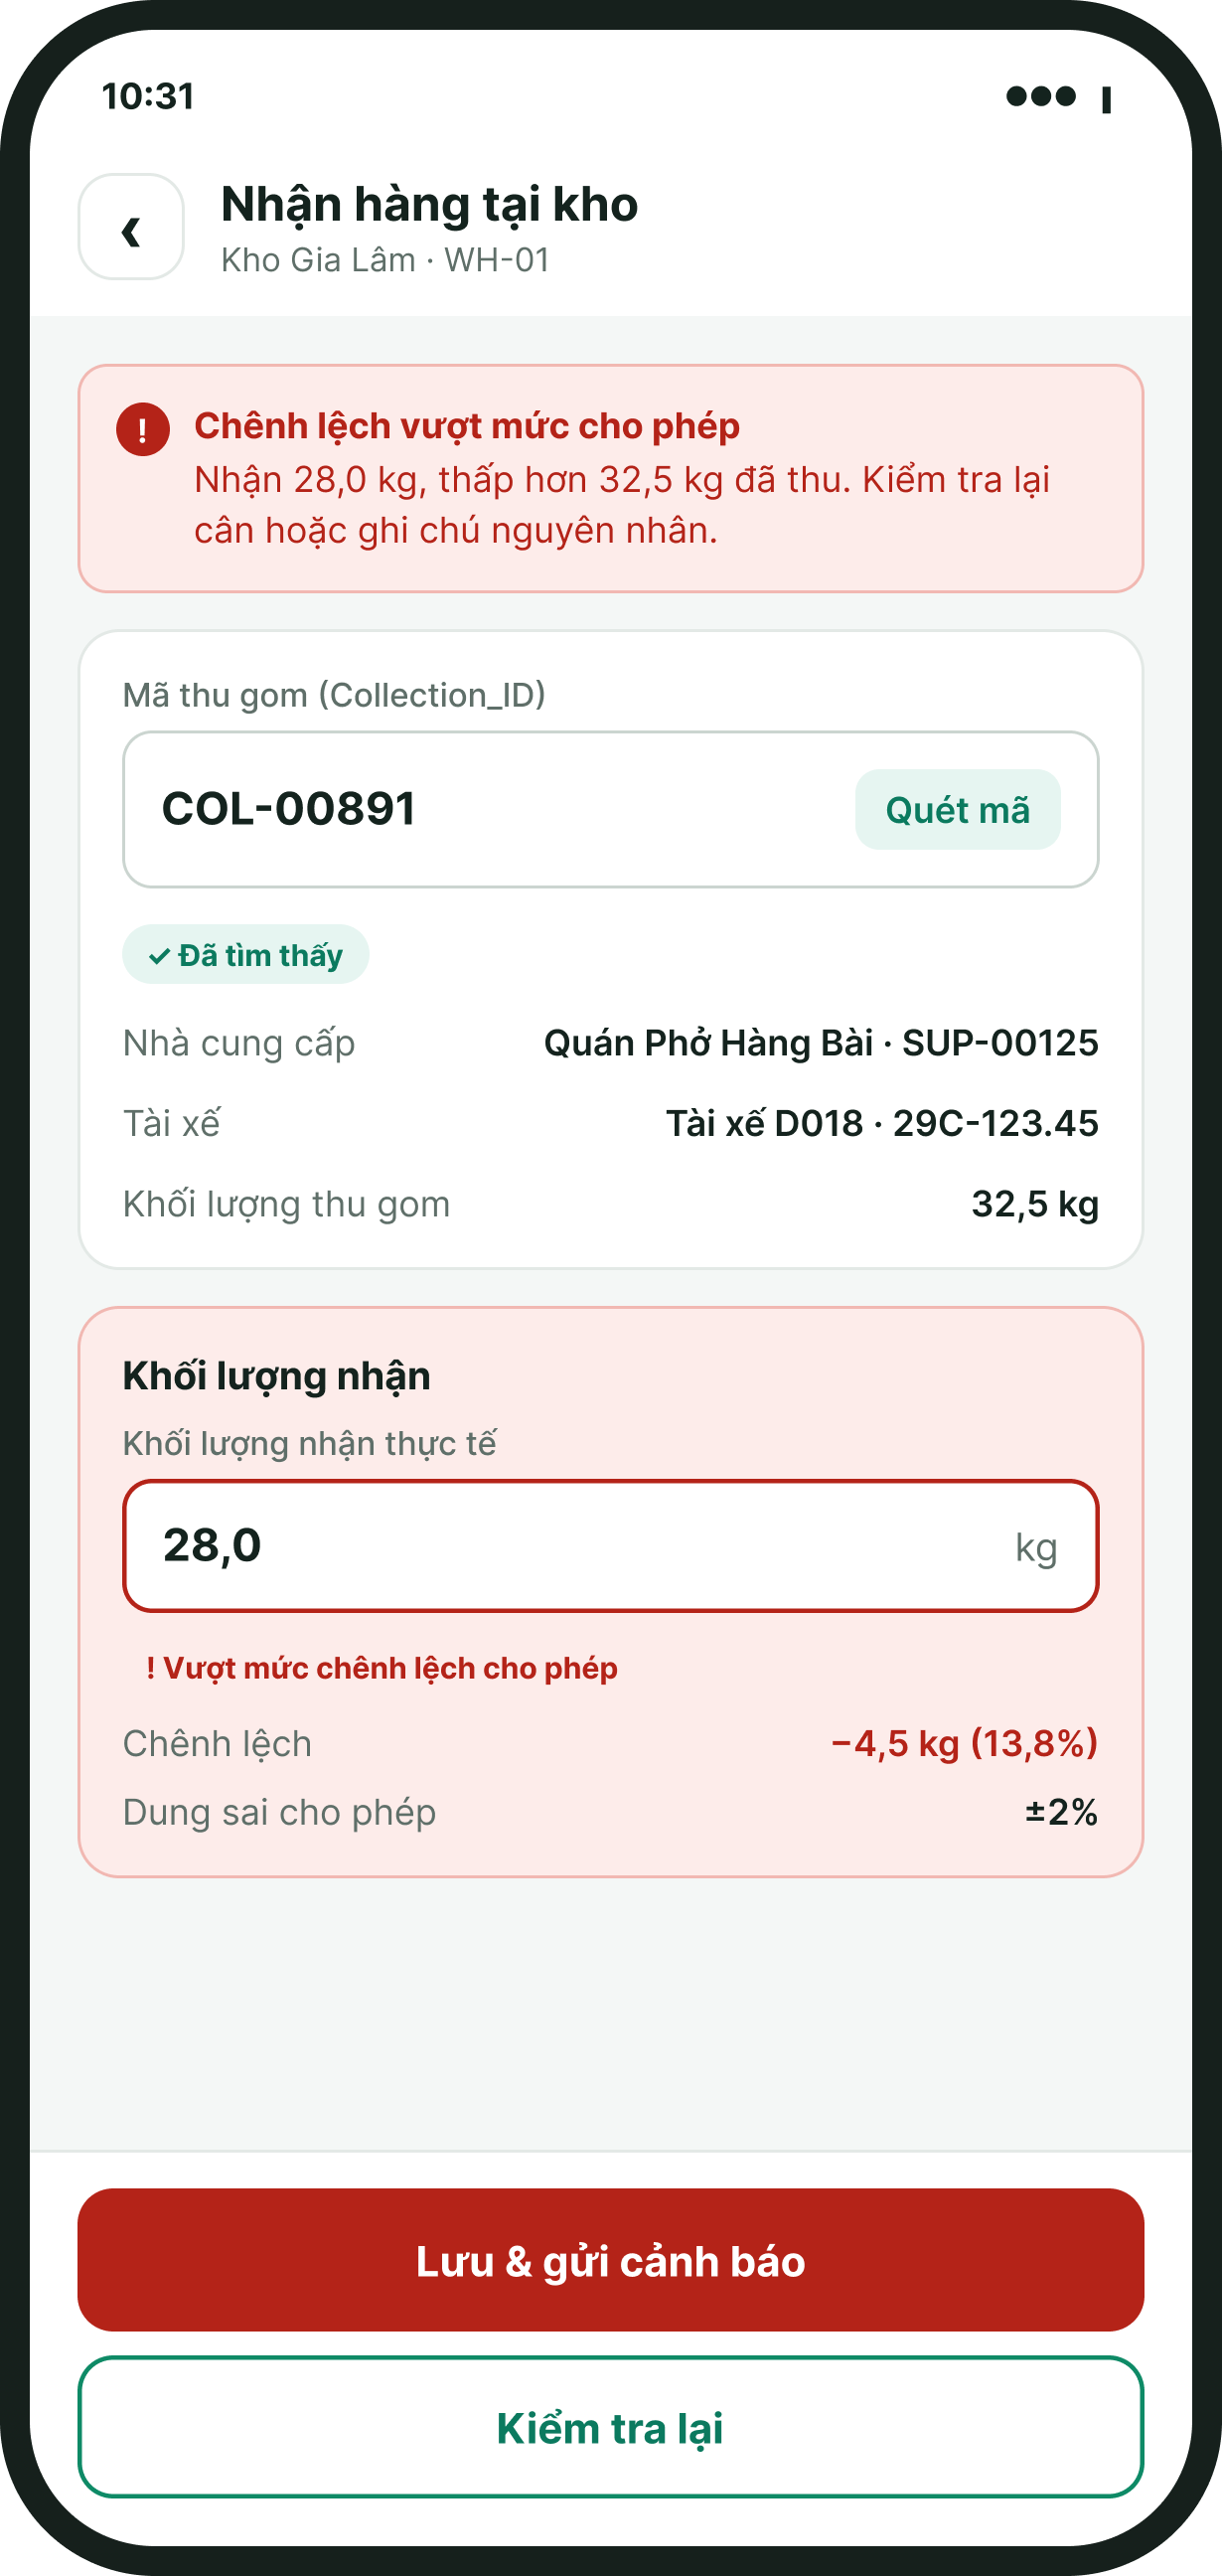 10:31
Nhận hàng tại kho
Kho Gia Lâm · WH-01
! Chênh lệch vượt mức cho phép
Nhận 28,0 kg, thấp hơn 32,5 kg đã thu. Kiểm tra lại
cân hoặc ghi chú nguyên nhân.
Mã thu gom (Collection_ID)
COL-00891 Quét mã
✓ Đã tìm thấy
Nhà cung cấp Quán Phở Hàng Bài · SUP-00125
Tài xế Tài xế D018 · 29C-123.45
Khối lượng thu gom 32,5 kg
Khối lượng nhận
Khối lượng nhận thực tế
28,0 kg
! Vượt mức chênh lệch cho phép
Chênh lệch −4,5 kg (13,8%)
Dung sai cho phép ±2%
Lưu & gửi cảnh báo
Kiểm tra lại